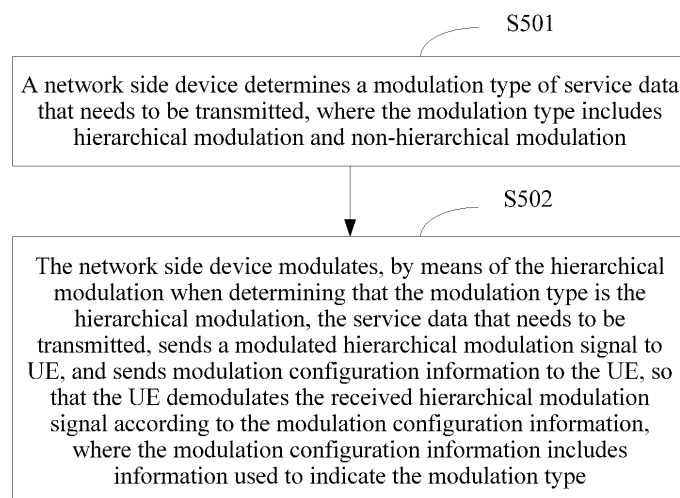 S501
A network side device determines a modulation type of service data
that needs to be transmitted, where the modulation type includes
hierarchical modulation and non-hierarchical modulation
S502
The network side device modulates, by means of the hierarchical
modulation when determining that the modulation type is the
hierarchical modulation, the service data that needs to be
transmitted, sends a modulated hierarchical modulation signal to
UE, and sends modulation configuration information to the UE, so
that the UE demodulates the received hierarchical modulation
signal according to the modulation configuration information,
where the modulation configuration information includes
information used to indicate the modulation type